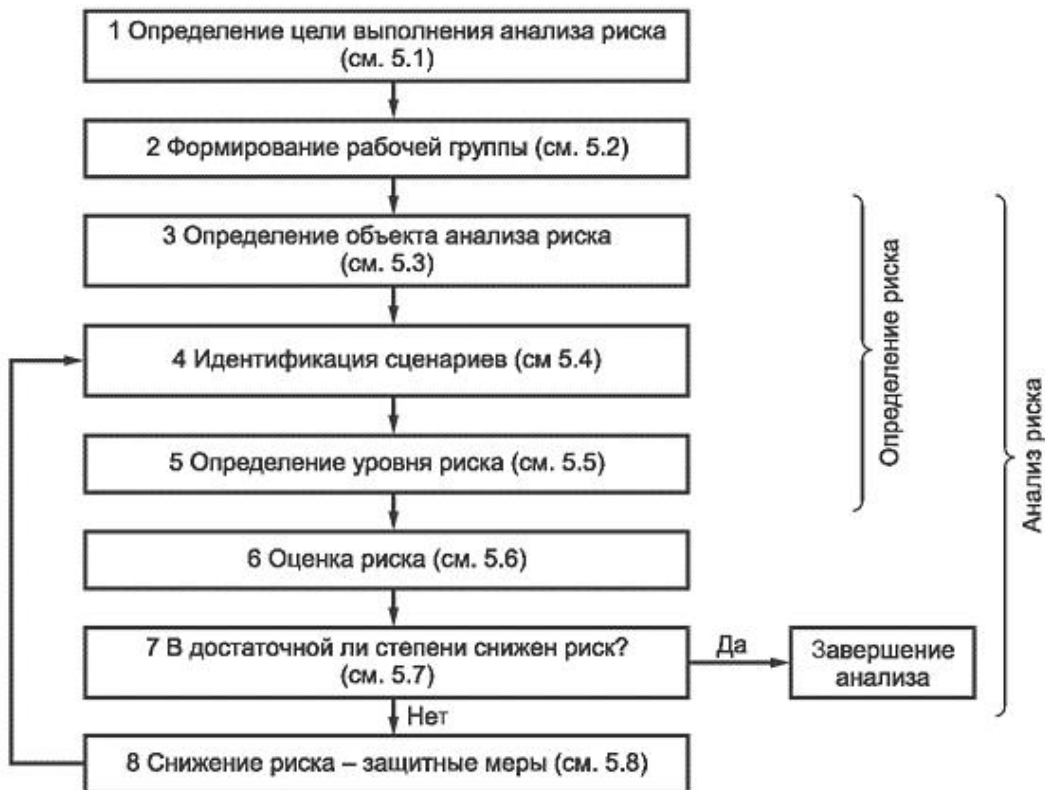 1 Определение цели выполнения анализа риска
(см. 5.1)
2 Формирование рабочей группы (см. 5.2)
3 Определение объекта анализа риска
(см. 5.3)
4 Идентификация сценариев (см 5.4)
5 Определение уровня риска (см. 5.5)
6 Оценка риска (см. 5.6)
7 В достаточной ли степени снижен риск?
(см. 5.7)
Да
Завершение
анализа
Нет
8 Снижение риска – защитные меры (см. 5.8)
Определение риска
Анализ риска